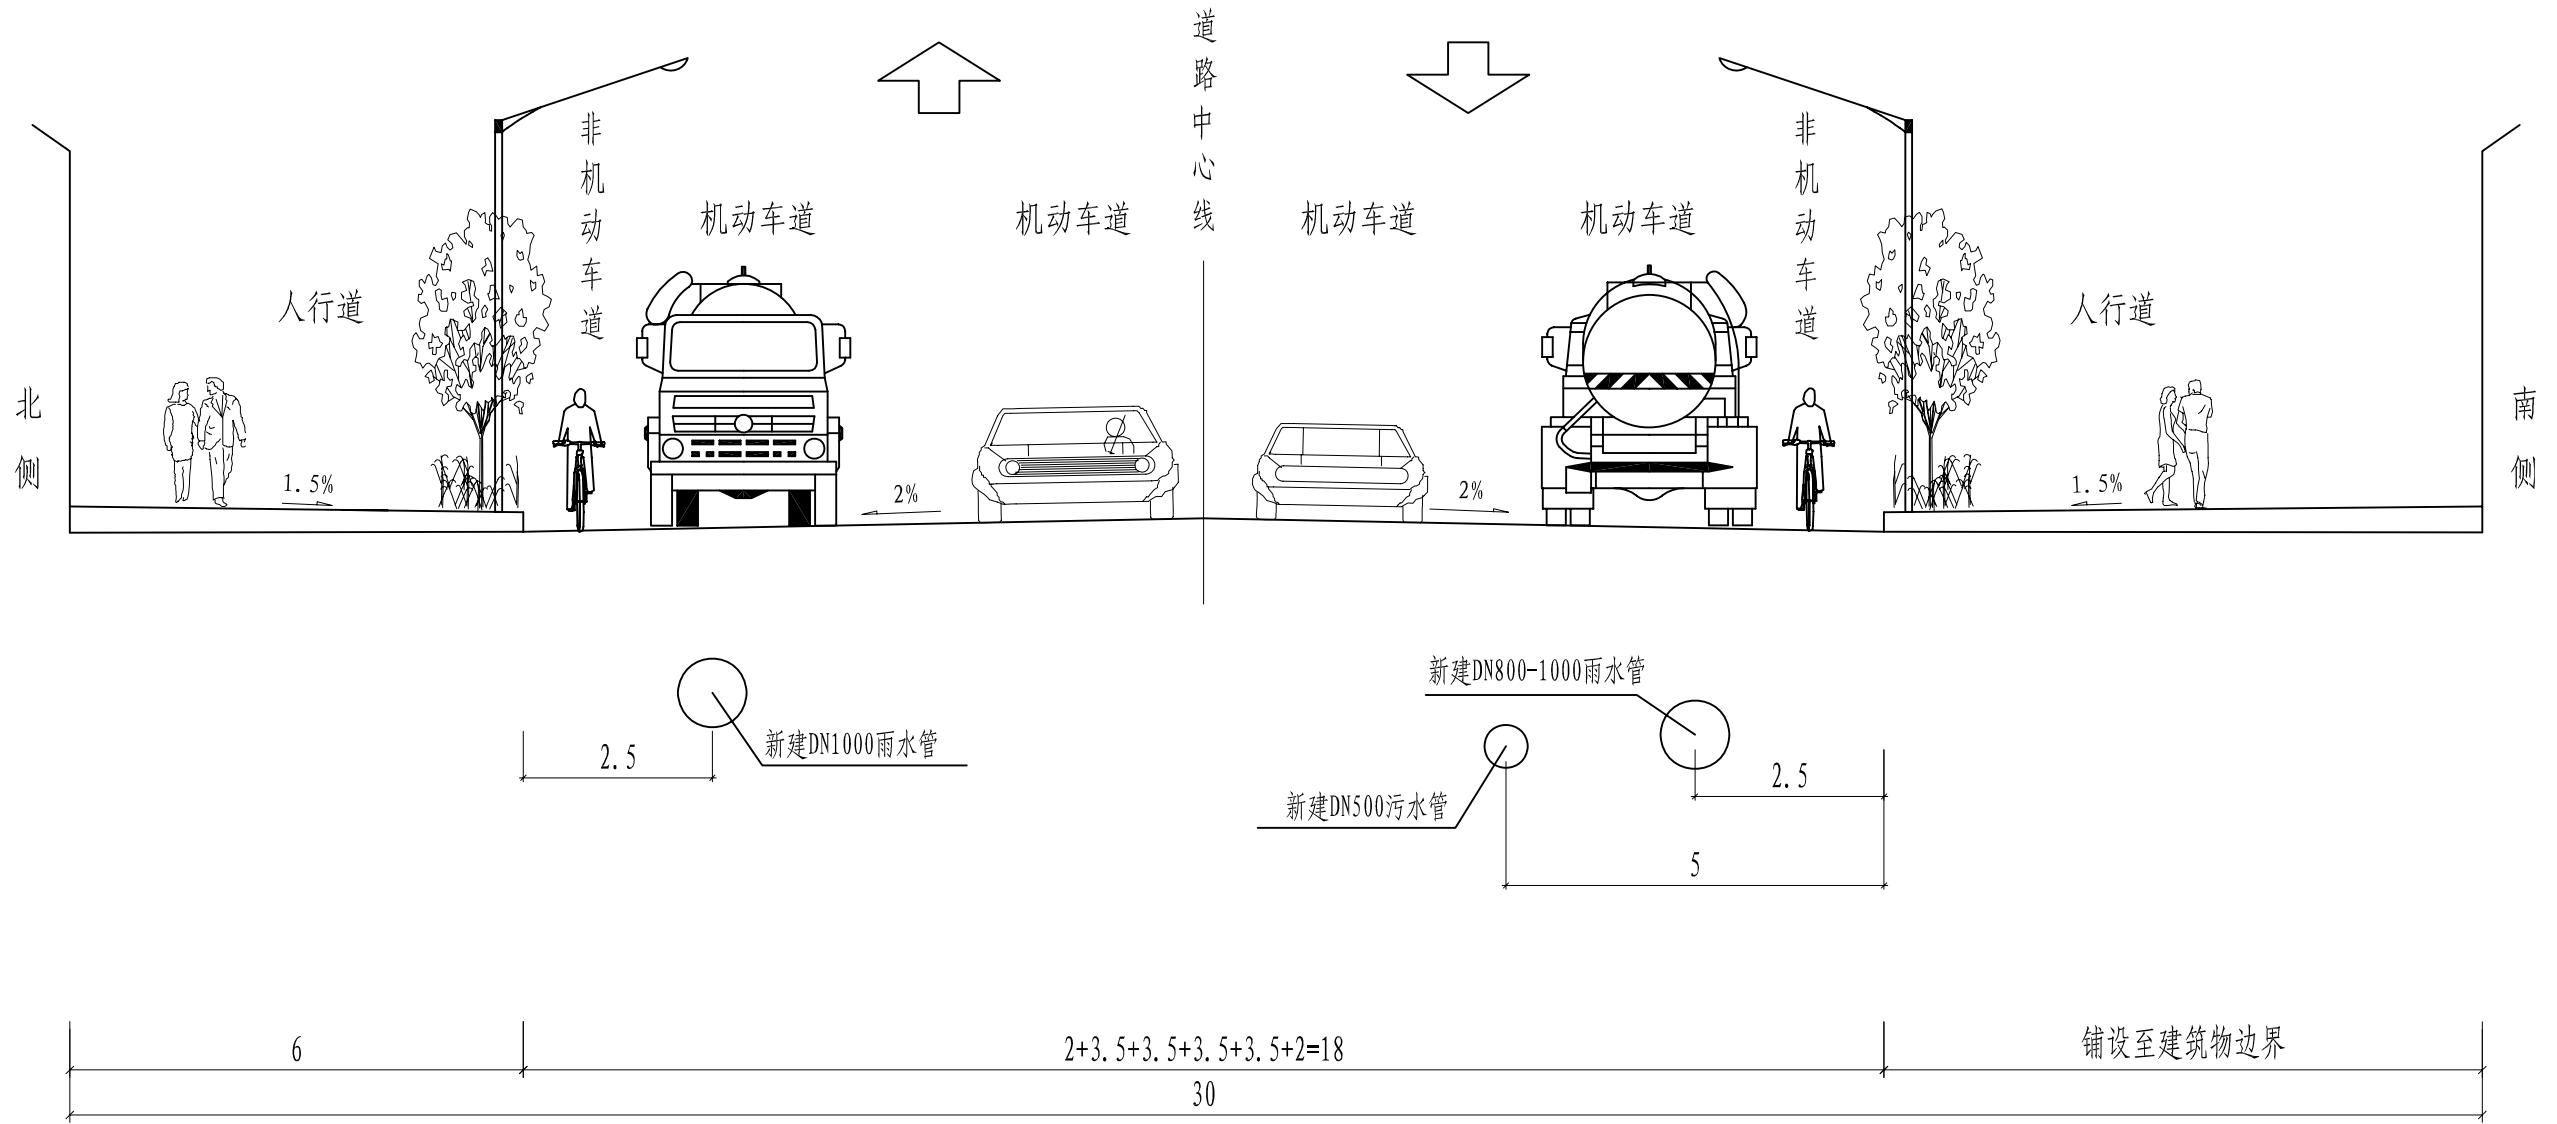 道路中心线
非机动车道
非机动车道
机动车道
机动车道
机动车道
机动车道
人行道
人行道
北侧
南侧
1.5%
2%
2%
1.5%
新建DN1000雨水管
新建DN800-1000雨水管
新建DN500污水管
2.5
2.5
5
6
2+3.5+3.5+3.5+3.5+2=18
铺设至建筑物边界
30